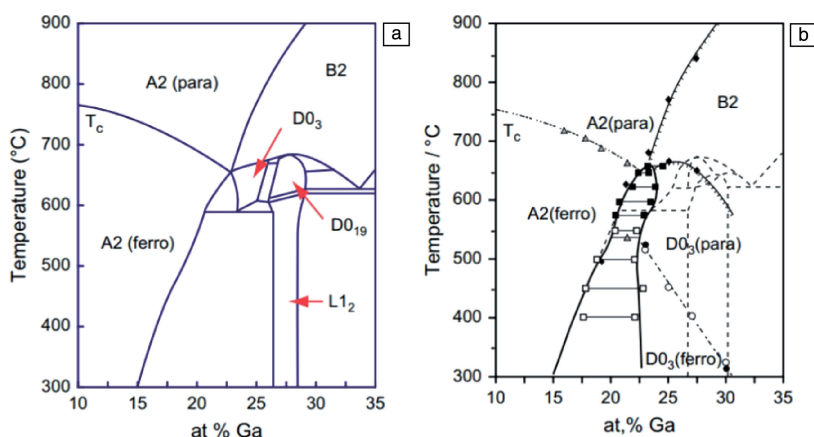 a
900
800
700
600
500
400
300
Temperature (°C)
A2 (para)
B2
D0₃
T_c
D0₁₉
A2 (ferro)
L1₂
10 15 20 25 30 35
at % Ga
b
900
800
700
600
500
400
300
Temperature / °C
B2
A2(para)
T_c
A2(ferro)
D0₃(para)
D0₃(ferro)
10 15 20 25 30 35
at,% Ga